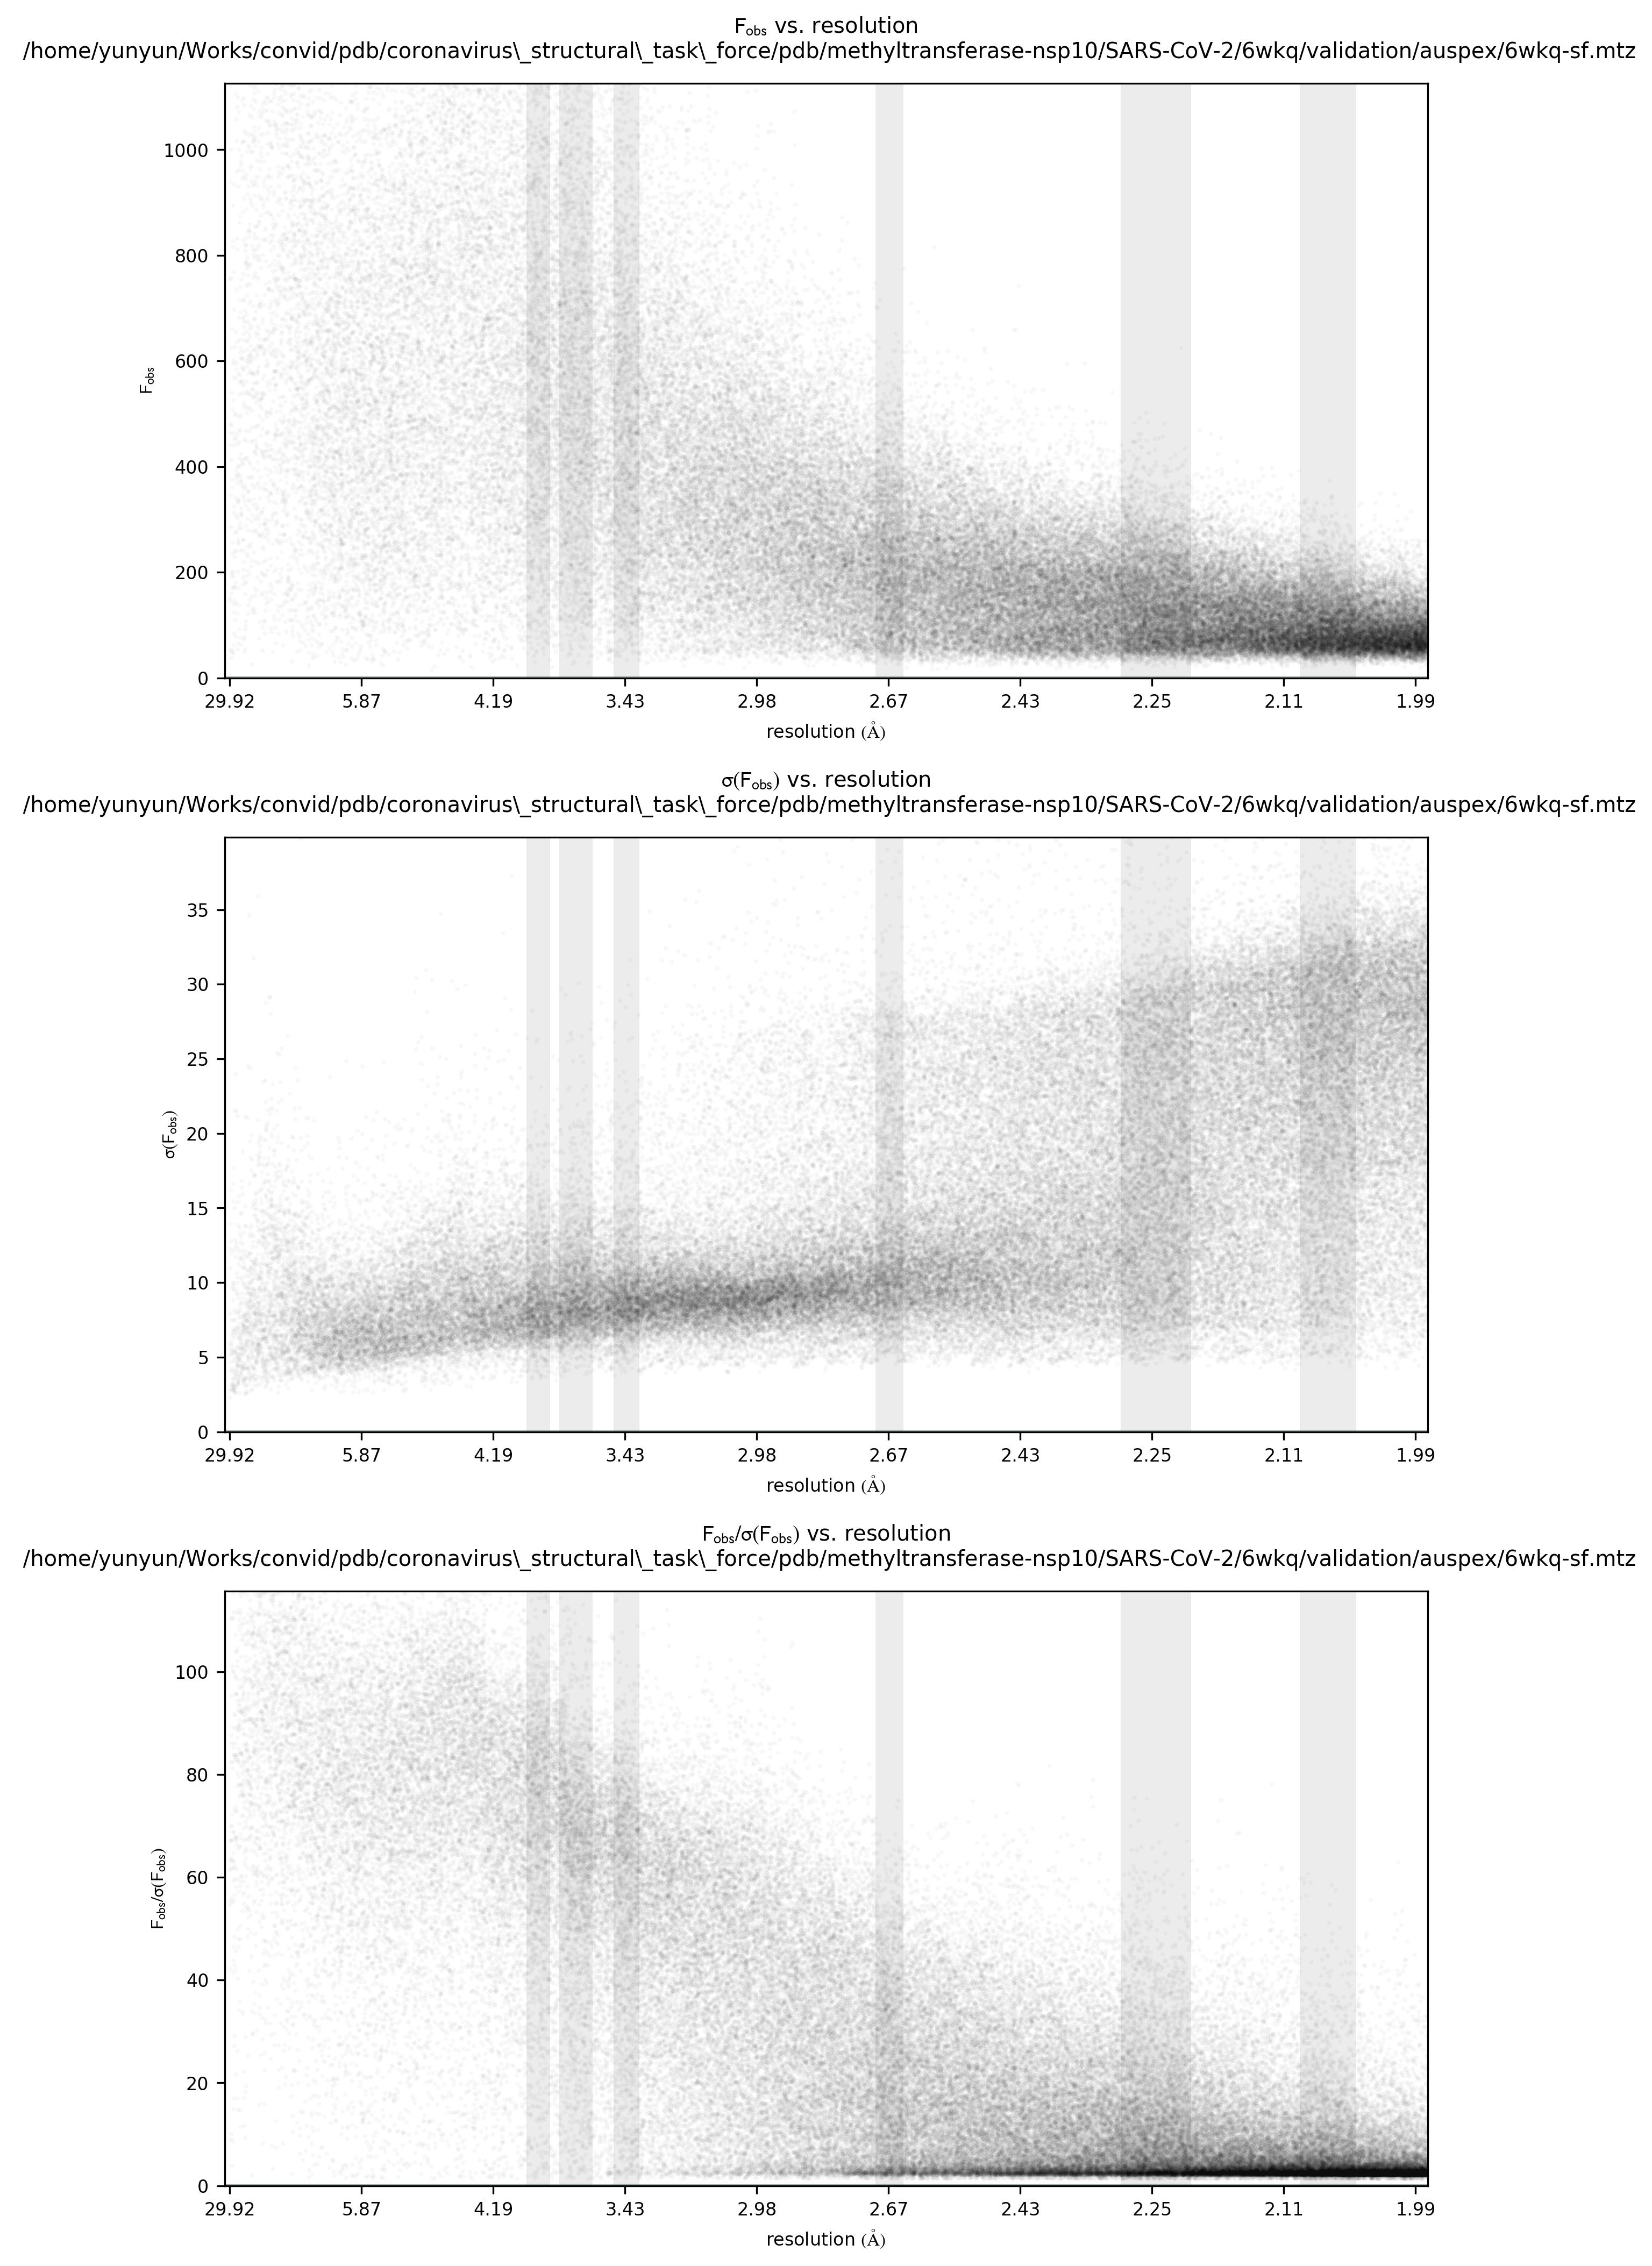 Fobs vs. resolution
/home/yunyun/Works/convid/pdb/coronavirus\_structural\_task\_force/pdb/methyltransferase-nsp10/SARS-CoV-2/6wkq/validation/auspex/6wkq-sf.mtz
1000
800
600
400
200
0
Fobs
29.92 5.87 4.19 3.43 2.98 2.67 2.43 2.25 2.11 1.99
resolution (Å)
σ(Fobs) vs. resolution
/home/yunyun/Works/convid/pdb/coronavirus\_structural\_task\_force/pdb/methyltransferase-nsp10/SARS-CoV-2/6wkq/validation/auspex/6wkq-sf.mtz
35
30
25
20
15
10
5
0
σ(Fobs)
29.92 5.87 4.19 3.43 2.98 2.67 2.43 2.25 2.11 1.99
resolution (Å)
Fobs/σ(Fobs) vs. resolution
/home/yunyun/Works/convid/pdb/coronavirus\_structural\_task\_force/pdb/methyltransferase-nsp10/SARS-CoV-2/6wkq/validation/auspex/6wkq-sf.mtz
100
80
60
40
20
0
Fobs/σ(Fobs)
29.92 5.87 4.19 3.43 2.98 2.67 2.43 2.25 2.11 1.99
resolution (Å)